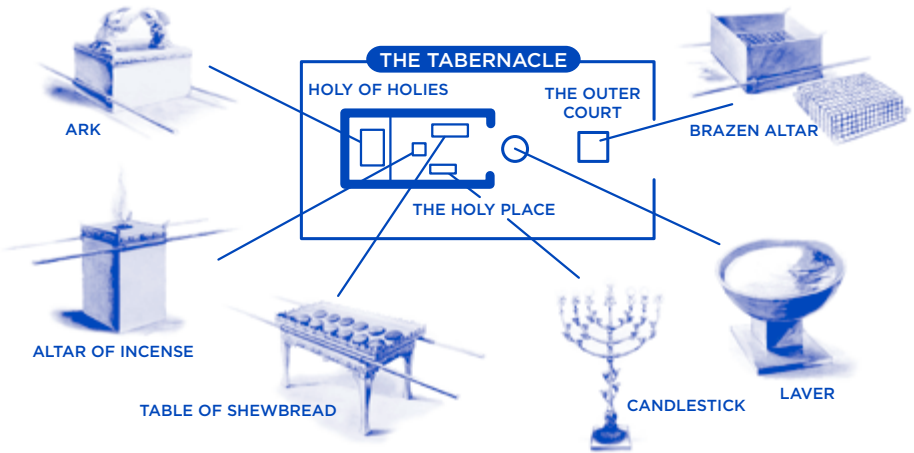 THE TABERNACLE
HOLY OF HOLIES
THE OUTER
COURT
ARK
BRAZEN ALTAR
THE HOLY PLACE
ALTAR OF INCENSE
TABLE OF SHEWBREAD
CANDLESTICK
LAVER